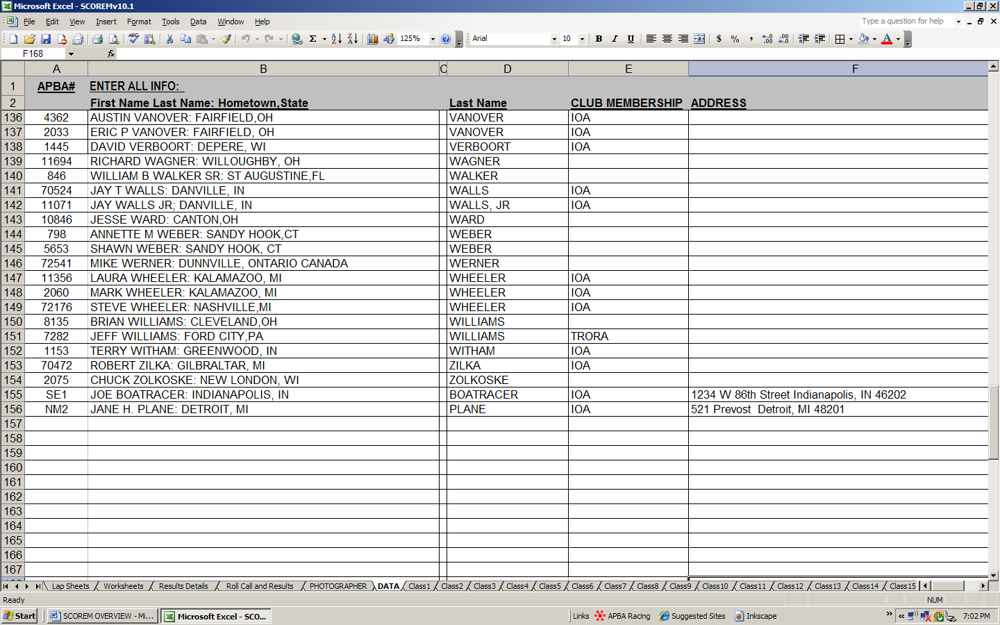 Microsoft Excel - SCOREMv10.1
File Edit View Insert Format Tools Data Window Help Type a question for help
125% Arial 10 B I U $ % ,
F168 fx
A B C D E F
1 APBA# ENTER ALL INFO:
2 First Name Last Name: Hometown,State Last Name CLUB MEMBERSHIP ADDRESS
136 4362 AUSTIN VANOVER: FAIRFIELD,OH VANOVER IOA
137 2033 ERIC P VANOVER: FAIRFIELD, OH VANOVER IOA
138 1445 DAVID VERBOORT: DEPERE, WI VERBOORT IOA
139 11694 RICHARD WAGNER: WILLOUGHBY, OH WAGNER
140 846 WILLIAM B WALKER SR: ST AUGUSTINE,FL WALKER
141 70524 JAY T WALLS: DANVILLE, IN WALLS IOA
142 11071 JAY WALLS JR; DANVILLE, IN WALLS, JR IOA
143 10846 JESSE WARD: CANTON,OH WARD
144 798 ANNETTE M WEBER: SANDY HOOK,CT WEBER
145 5653 SHAWN WEBER: SANDY HOOK, CT WEBER
146 72541 MIKE WERNER: DUNNVILLE, ONTARIO CANADA WERNER
147 11356 LAURA WHEELER: KALAMAZOO, MI WHEELER IOA
148 2060 MARK WHEELER: KALAMAZOO, MI WHEELER IOA
149 72176 STEVE WHEELER: NASHVILLE,MI WHEELER IOA
150 8135 BRIAN WILLIAMS: CLEVELAND,OH WILLIAMS
151 7282 JEFF WILLIAMS: FORD CITY,PA WILLIAMS TRORA
152 1153 TERRY WITHAM: GREENWOOD, IN WITHAM IOA
153 70472 ROBERT ZILKA: GILBRALTAR, MI ZILKA IOA
154 2075 CHUCK ZOLKOSKE: NEW LONDON, WI ZOLKOSKE
155 SE1 JOE BOATRACER: INDIANAPOLIS, IN BOATRACER IOA 1234 W 86th Street Indianapolis, IN 46202
156 NM2 JANE H. PLANE: DETROIT, MI PLANE IOA 521 Prevost  Detroit, MI 48201
157
158
159
160
161
162
163
164
165
166
167
Lap Sheets Worksheets Results Details Roll Call and Results PHOTOGRAPHER DATA Class1 Class2 Class3 Class4 Class5 Class6 Class7 Class8 Class9 Class10 Class11 Class12 Class13 Class14 Class15
Ready NUM
Start SCOREM OVERVIEW - Mi... Microsoft Excel - SCO... Links APBA Racing Suggested Sites Inkscape » « 7:02 PM